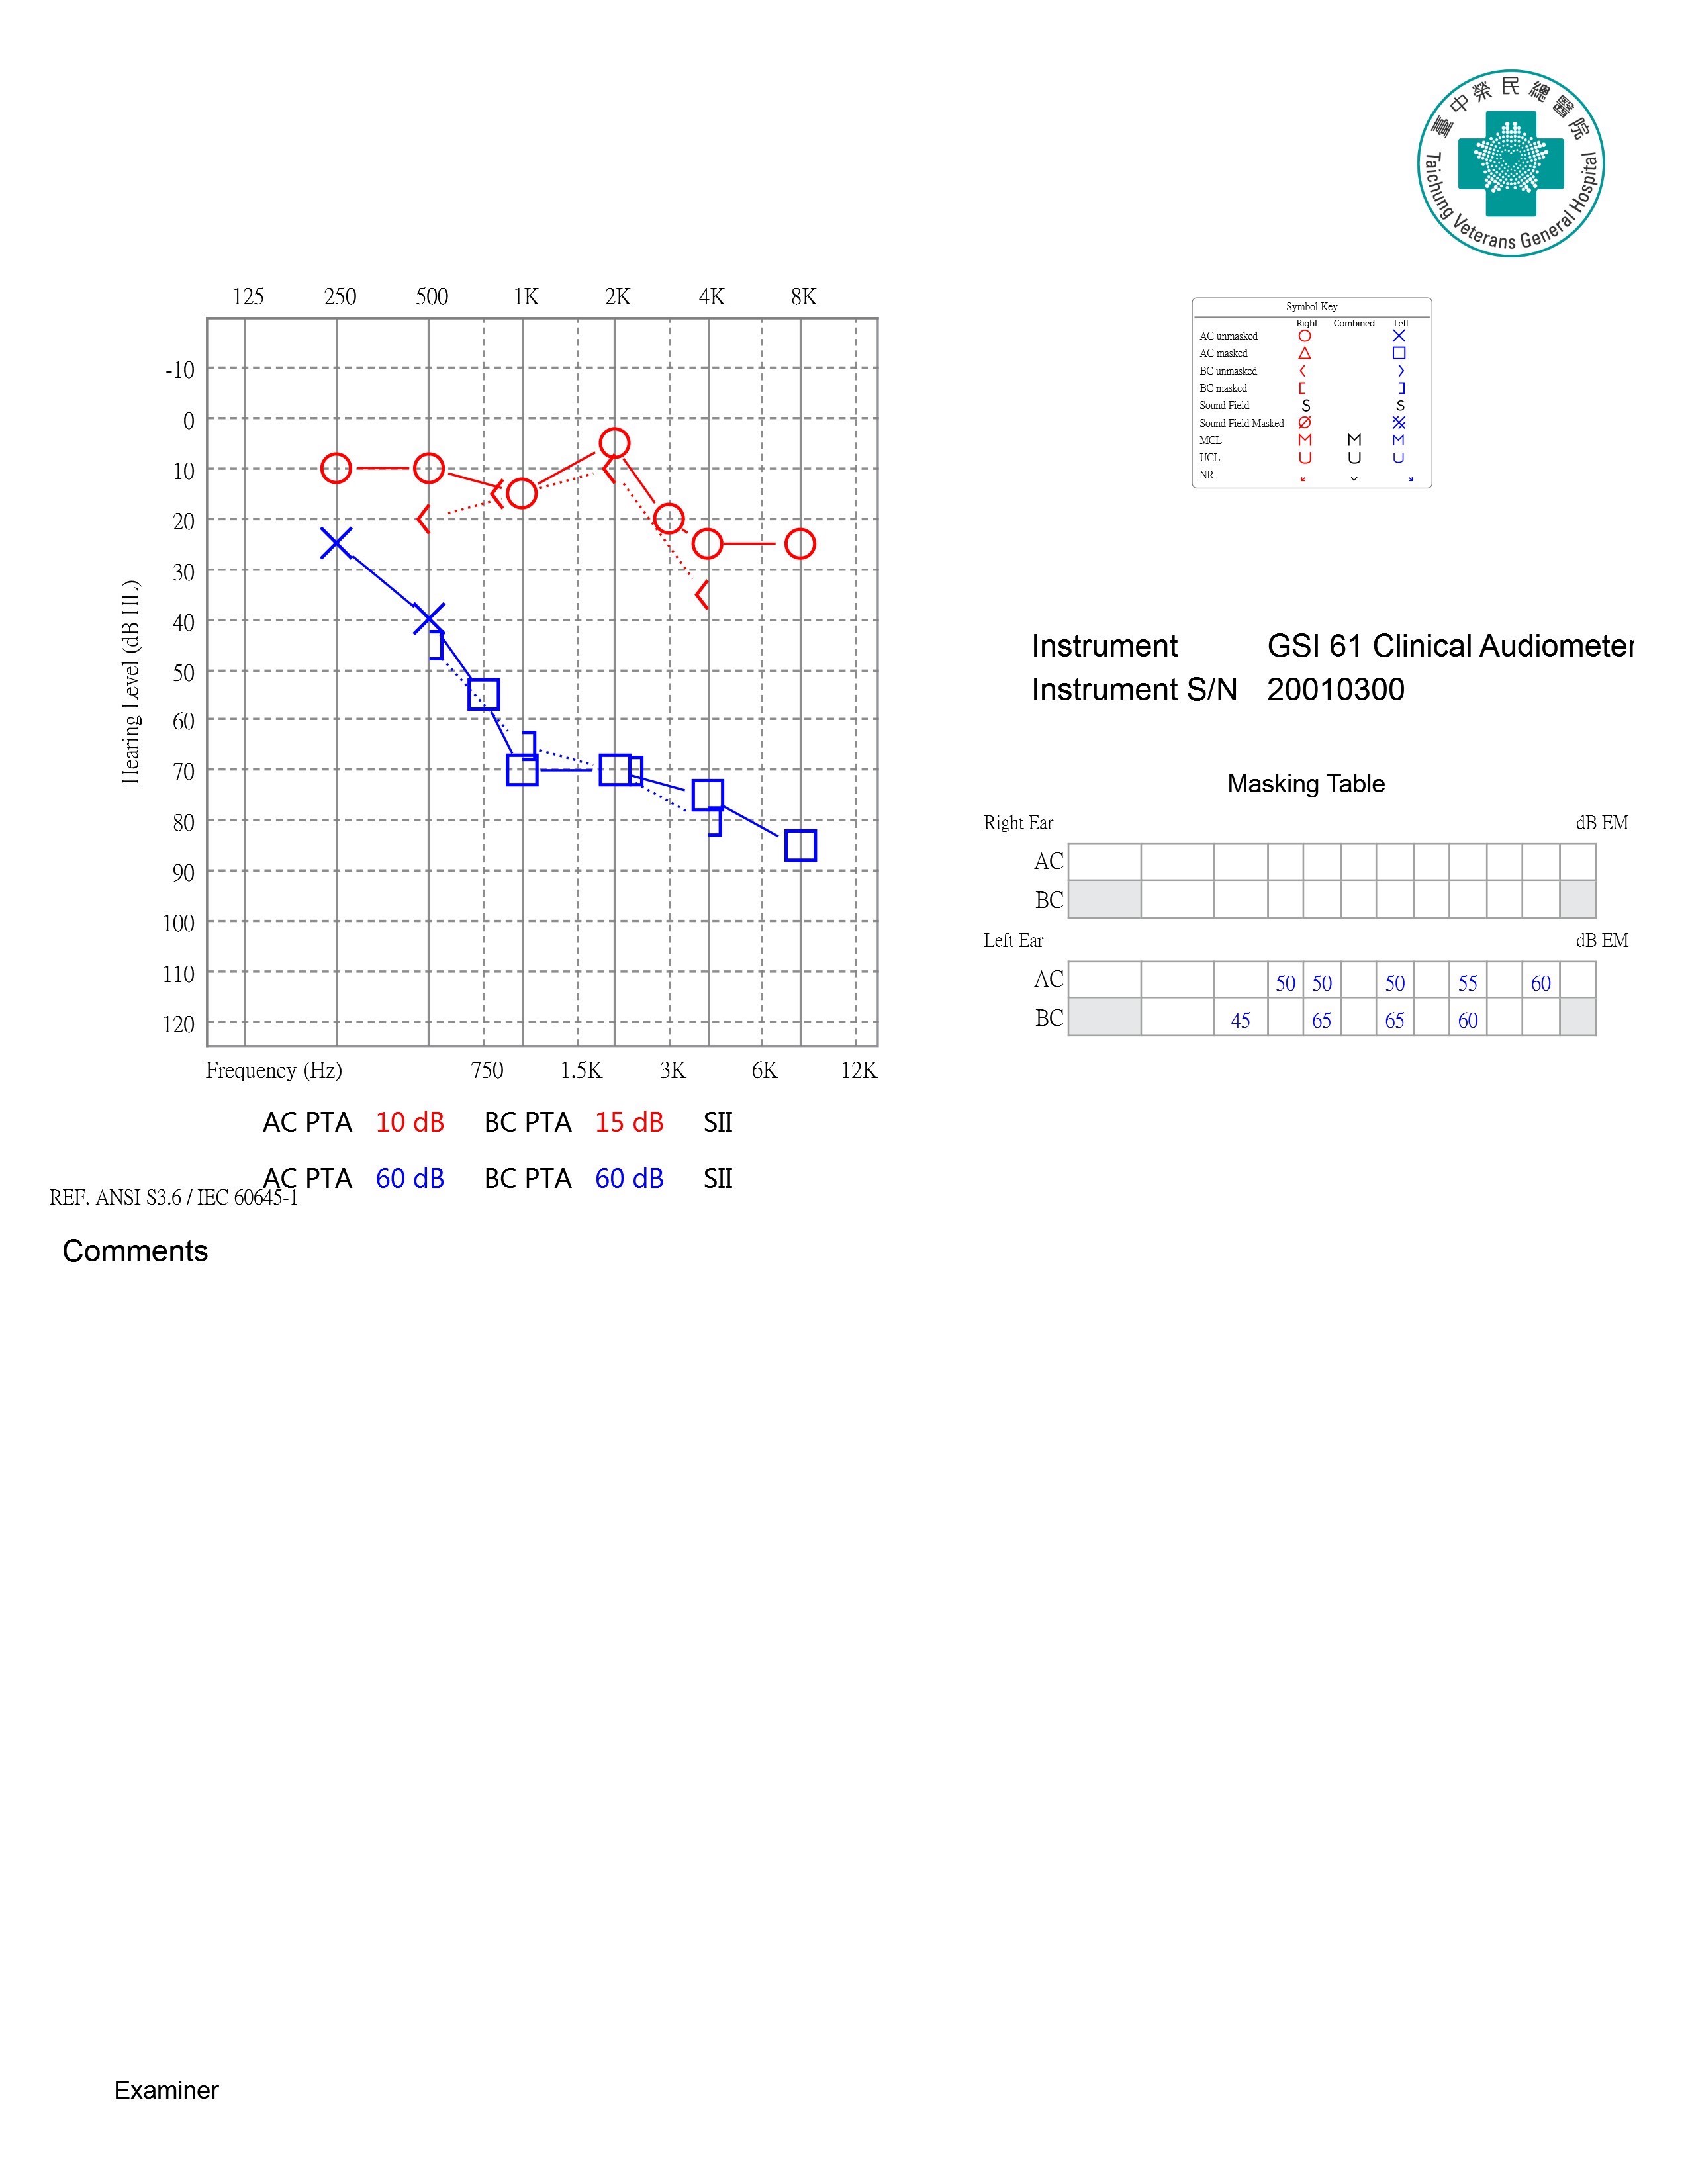 臺中榮民總醫院
Taichung Veterans General Hospital
125 250 500 1K 2K 4K 8K
Symbol Key
Right Combined Left
AC unmasked
AC masked
BC unmasked
BC masked
Sound Field S S
Sound Field Masked
MCL M M M
UCL U U U
NR
-10
0
10
20
30
40
50
60
70
80
90
100
110
120
Hearing Level (dB HL)
Frequency (Hz) 750 1.5K 3K 6K 12K
Instrument GSI 61 Clinical Audiometer
Instrument S/N 20010300
Masking Table
Right Ear dB EM
AC
BC
Left Ear dB EM
AC 50 50 50 55 60
BC 45 65 65 60
AC PTA 10 dB BC PTA 15 dB SII
AC PTA 60 dB BC PTA 60 dB SII
REF. ANSI S3.6 / IEC 60645-1
Comments
Examiner